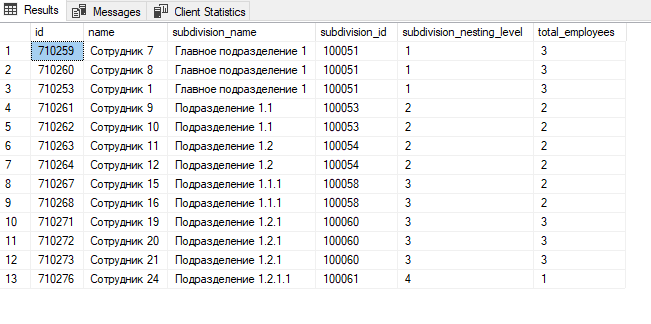 Results Messages Client Statistics
id name subdivision_name subdivision_id subdivision_nesting_level total_employees
1 710259 Сотрудник 7 Главное подразделение 1 100051 1 3
2 710260 Сотрудник 8 Главное подразделение 1 100051 1 3
3 710253 Сотрудник 1 Главное подразделение 1 100051 1 3
4 710261 Сотрудник 9 Подразделение 1.1 100053 2 2
5 710262 Сотрудник 10 Подразделение 1.1 100053 2 2
6 710263 Сотрудник 11 Подразделение 1.2 100054 2 2
7 710264 Сотрудник 12 Подразделение 1.2 100054 2 2
8 710267 Сотрудник 15 Подразделение 1.1.1 100058 3 2
9 710268 Сотрудник 16 Подразделение 1.1.1 100058 3 2
10 710271 Сотрудник 19 Подразделение 1.2.1 100060 3 3
11 710272 Сотрудник 20 Подразделение 1.2.1 100060 3 3
12 710273 Сотрудник 21 Подразделение 1.2.1 100060 3 3
13 710276 Сотрудник 24 Подразделение 1.2.1.1 100061 4 1